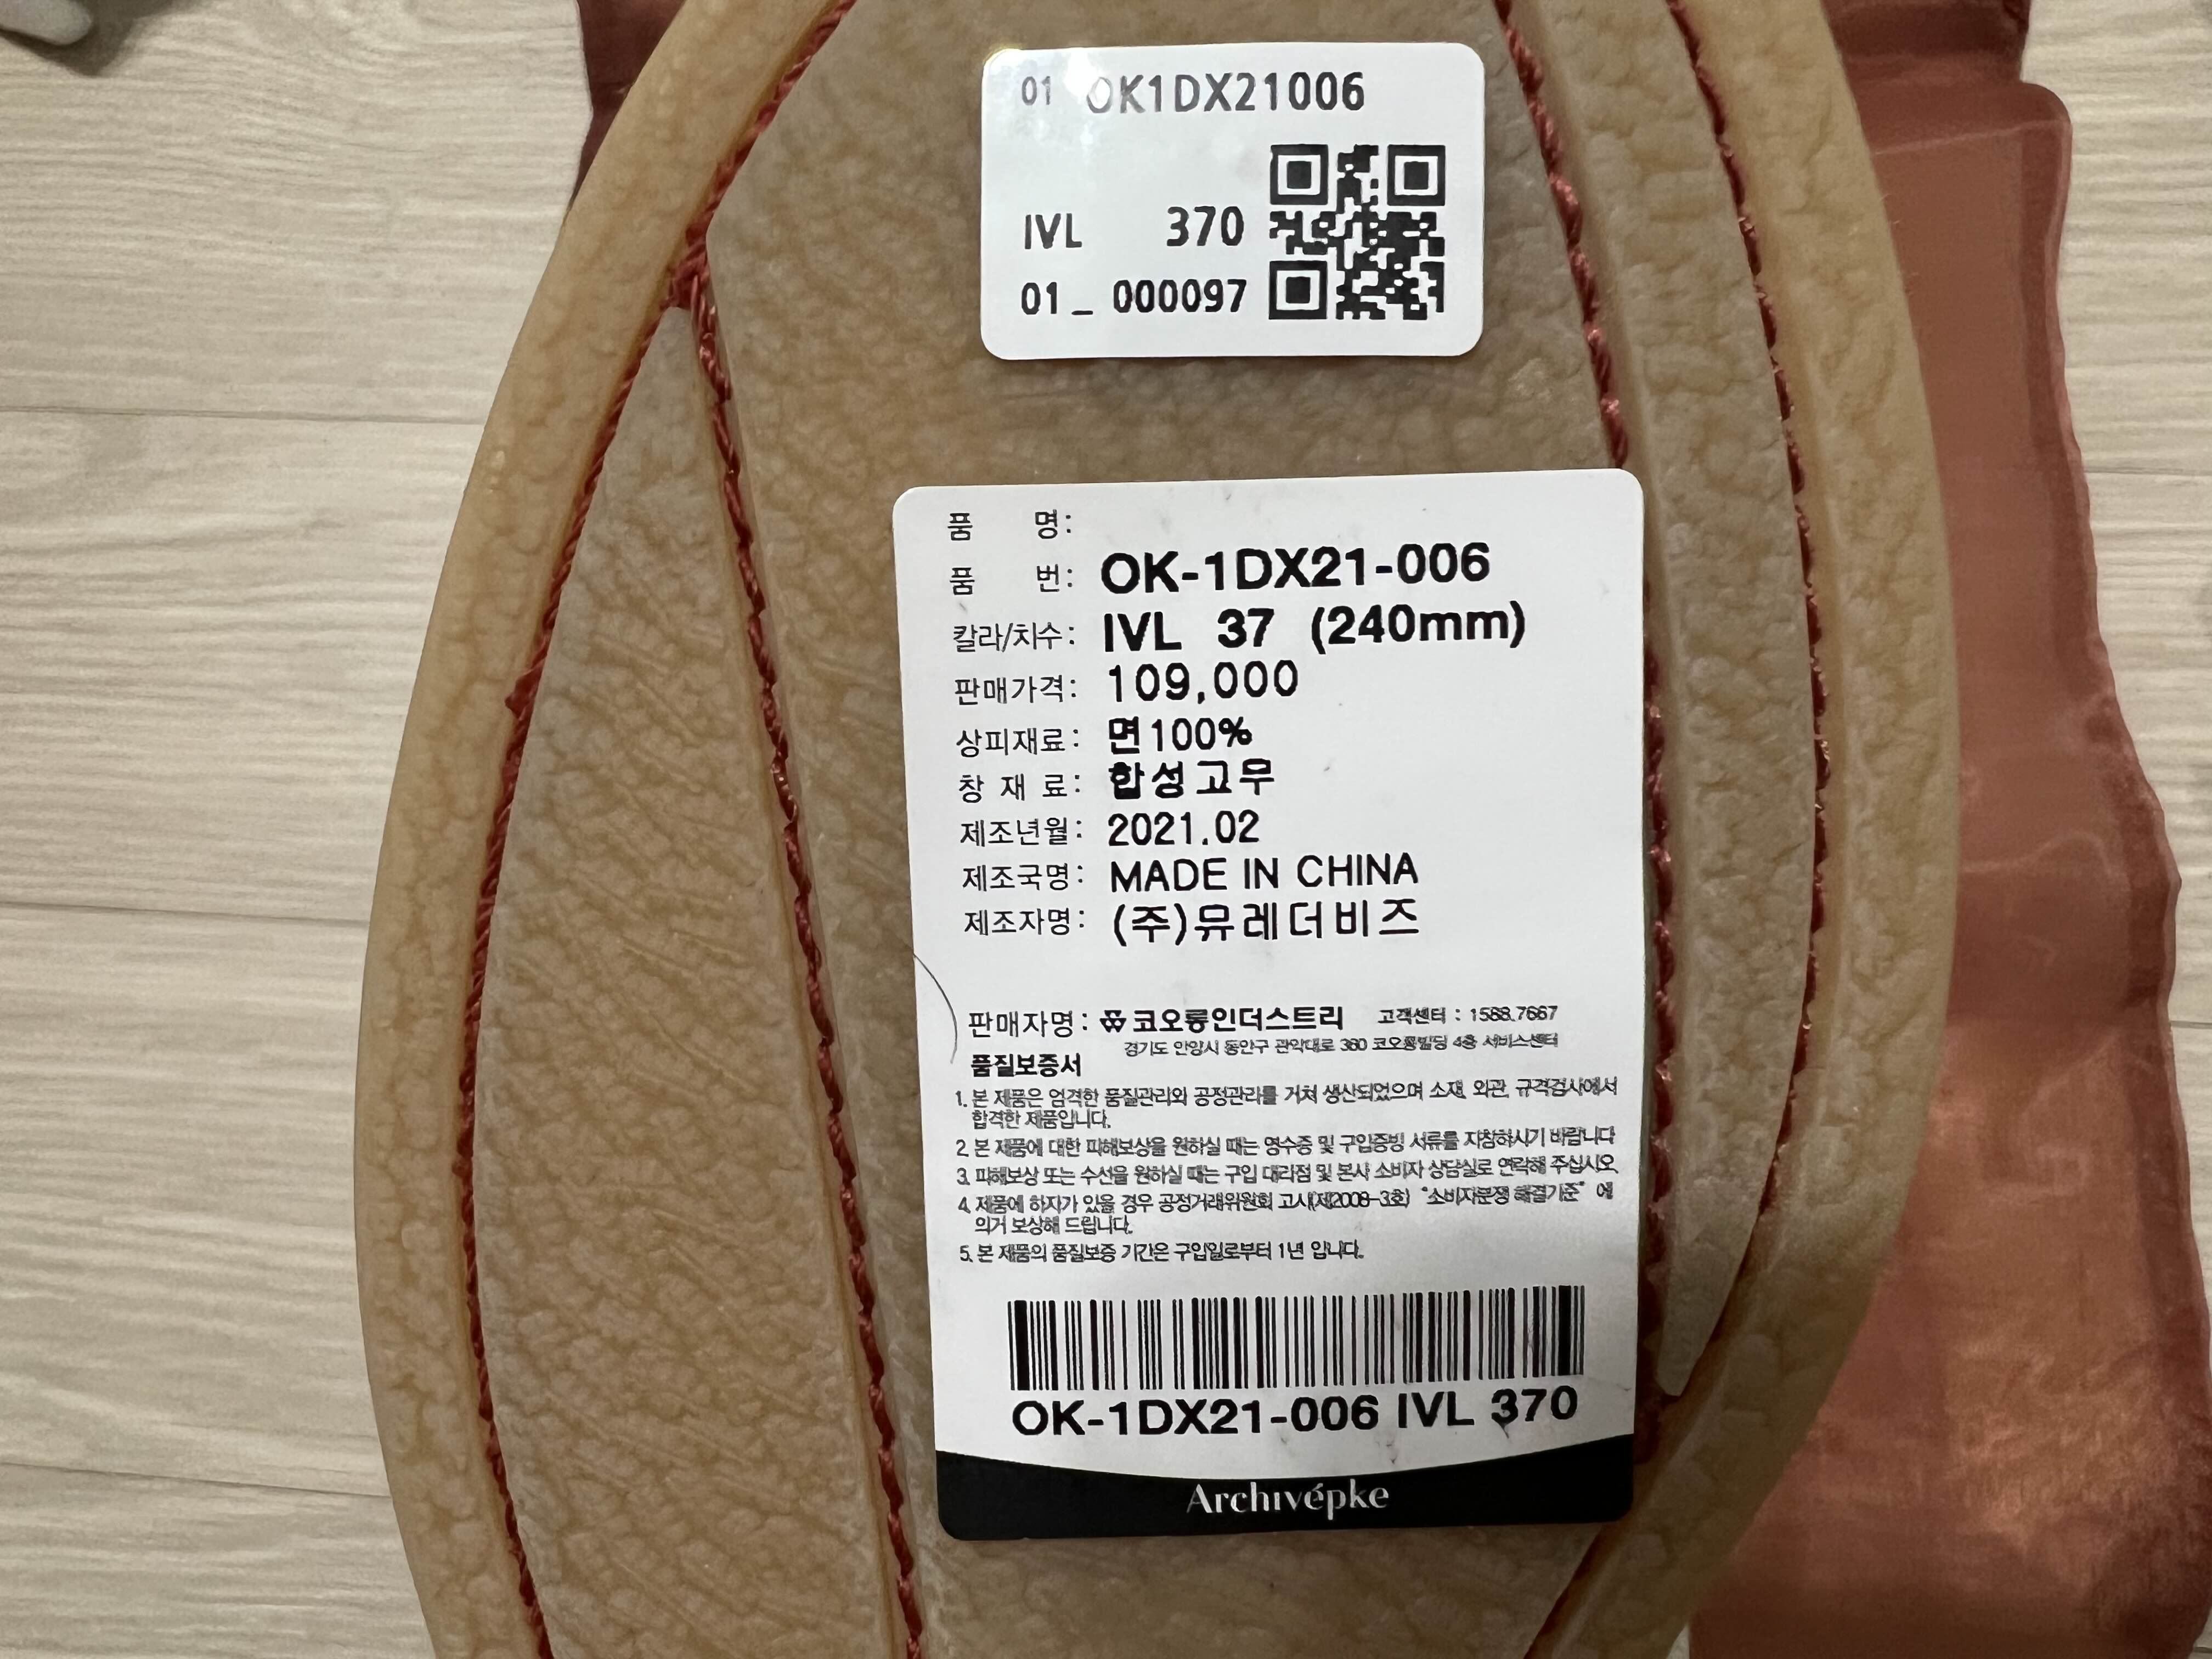 01 OK1DX21006
IVL 370
01_ 000097
품 명:
품 번: OK-1DX21-006
칼라/치수: IVL 37 (240mm)
판매가격: 109,000
상피재료: 면100%
창 재 료: 합성고무
제조년월: 2021.02
제조국명: MADE IN CHINA
제조자명: (주)뮤레더비즈
판매자명: 코오롱인더스트리 고객센터 : 1588.7667
경기도 안양시 동안구 관악대로 360 코오롱빌딩 4층 서비스센터
품질보증서
1. 본 제품은 엄격한 품질관리와 공정관리를 거쳐 생산되었으며 소재, 외관, 규격검사에서
합격한 제품입니다.
2. 본 제품에 대한 피해보상을 원하실 때는 영수증 및 구입증빙 서류를 지참하시기 바랍니다
3. 피해보상 또는 수선을 원하실 때는 구입 대리점 및 본사 소비자 상담실로 연락해 주십시오.
4. 제품에 하자가 있을 경우 공정거래위원회 고시(제2008-3호) "소비자분쟁 해결기준" 에
의거 보상해 드립니다.
5. 본 제품의 품질보증 기간은 구입일로부터 1년 입니다.
OK-1DX21-006 IVL 370
Archivépke